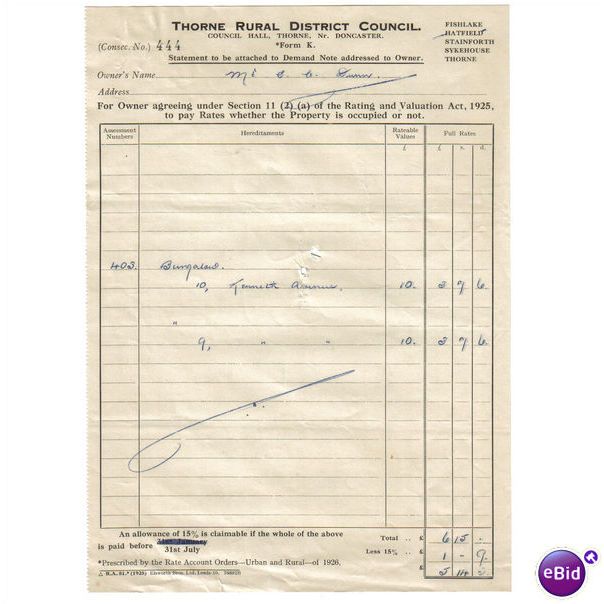 THORNE RURAL DISTRICT COUNCIL.
COUNCIL HALL, THORNE, Nr. DONCASTER.
(Consec. No.) 444 *Form K.
Statement to be attached to Demand Note addressed to Owner.
FISHLAKE
HATFIELD
STAINFORTH
SYKEHOUSE
THORNE
Owner's Name
Address
For Owner agreeing under Section 11 (2) (a) of the Rating and Valuation Act, 1925,
to pay Rates whether the Property is occupied or not.
Assessment Numbers Hereditaments Rateable Values Full Rates
£ £ s. d.
403. Bungalow.
10, Kenneth Avenue. 10. 3 7 6.
"
9, " " 10. 3 7 6.
An allowance of 15% is claimable if the whole of the above
is paid before 31st January
31st July
Total .. £ 6 15 -
Less 15% .. £ 1 - 9.
£ 5 14 3
*Prescribed by the Rate Account Orders—Urban and Rural—of 1926.
R.A. 81.* (1925)
eBid